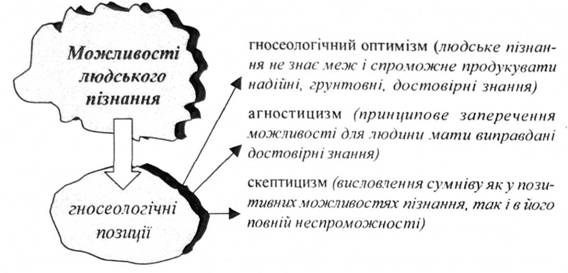 Можливості
людського
пізнання
гносеологічні
позиції
гносеологічний оптимізм (людське пізнан-
ня не знає меж і спроможне продукувати
надійні, ґрунтовні, достовірні знання)
агностицизм (принципове заперечення
можливості для людини мати виправдані
достовірні знання)
скептицизм (висловлення сумніву як у пози-
тивних можливостях пізнання, так і в його
повній неспроможності)